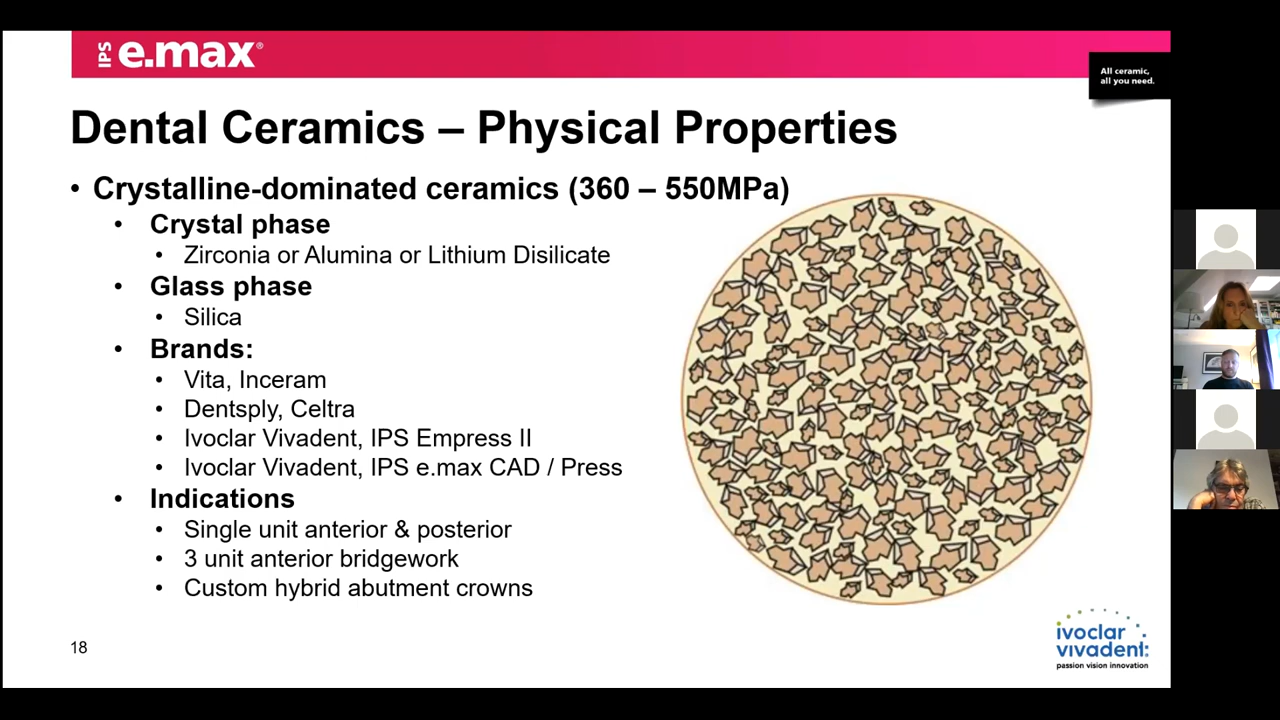 IPS e.max®
All ceramic,
all you need.
Dental Ceramics – Physical Properties
• Crystalline-dominated ceramics (360 – 550MPa)
• Crystal phase
• Zirconia or Alumina or Lithium Disilicate
• Glass phase
• Silica
• Brands:
• Vita, Inceram
• Dentsply, Celtra
• Ivoclar Vivadent, IPS Empress II
• Ivoclar Vivadent, IPS e.max CAD / Press
• Indications
• Single unit anterior & posterior
• 3 unit anterior bridgework
• Custom hybrid abutment crowns
18
ivoclar
vivadent:
passion vision innovation